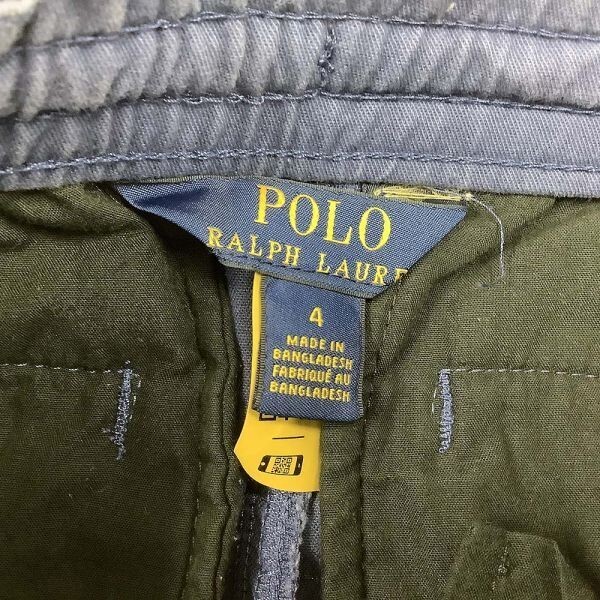 POLO
RALPH LAURE
4
MADE IN
BANGLADESH
FABRIQUÉ AU
BANGLADESH